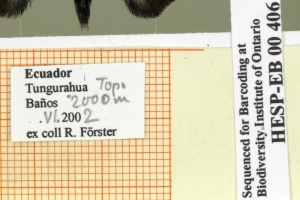 Ecuador
Tungurahua Topo
Baños 2000m
VI.2002
ex coll R. Förster
Sequenced for Barcoding at
Biodiversity Institute of Ontario
HESP-EB 00 406